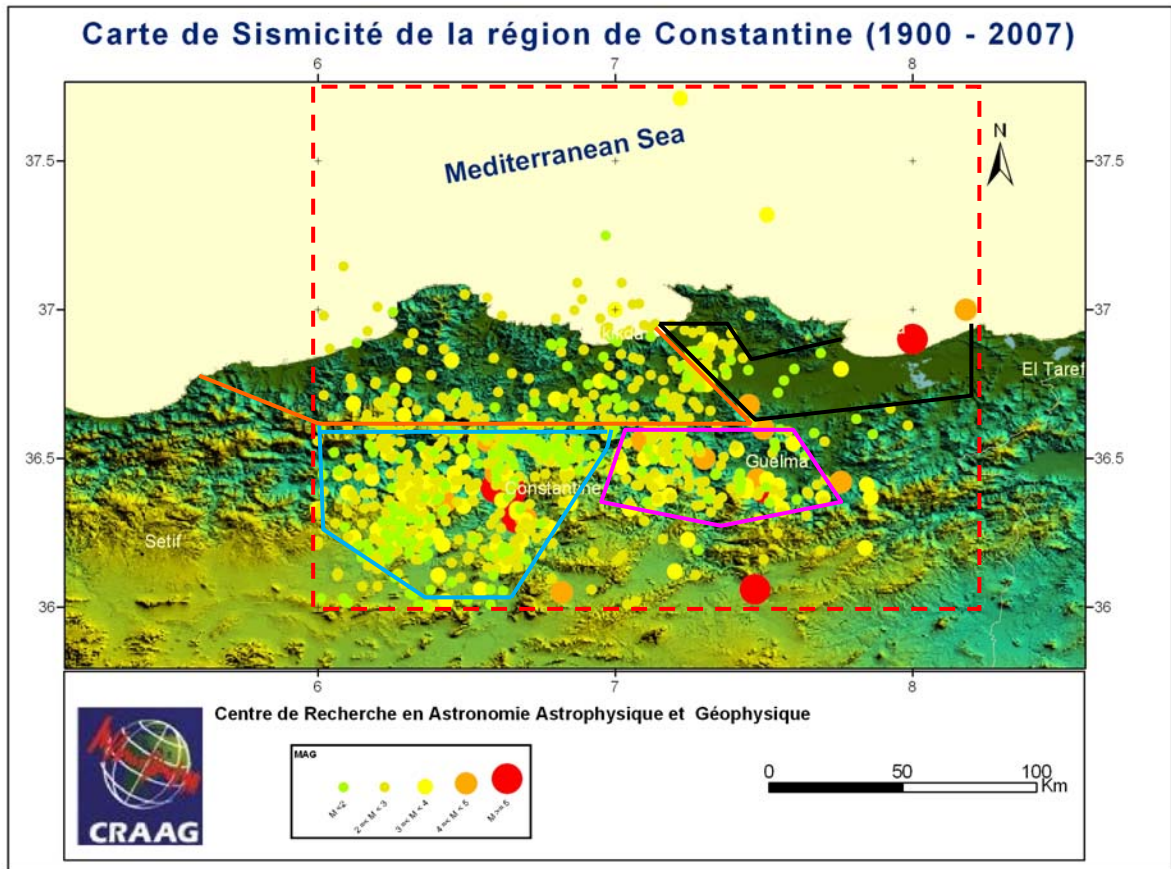 Carte de Sismicité de la région de Constantine (1900 - 2007)
6 7 8
37.5 37.5
37 37
36.5 36.5
36 36
N
Mediterranean Sea
El Taref
Guelma
Constantine
Setif
6 7 8
Centre de Recherche en Astronomie Astrophysique et Géophysique
CRAAG
MAG
M <2
2 =< M < 3
3 =< M < 4
4 =< M < 5
0 50 100
Km